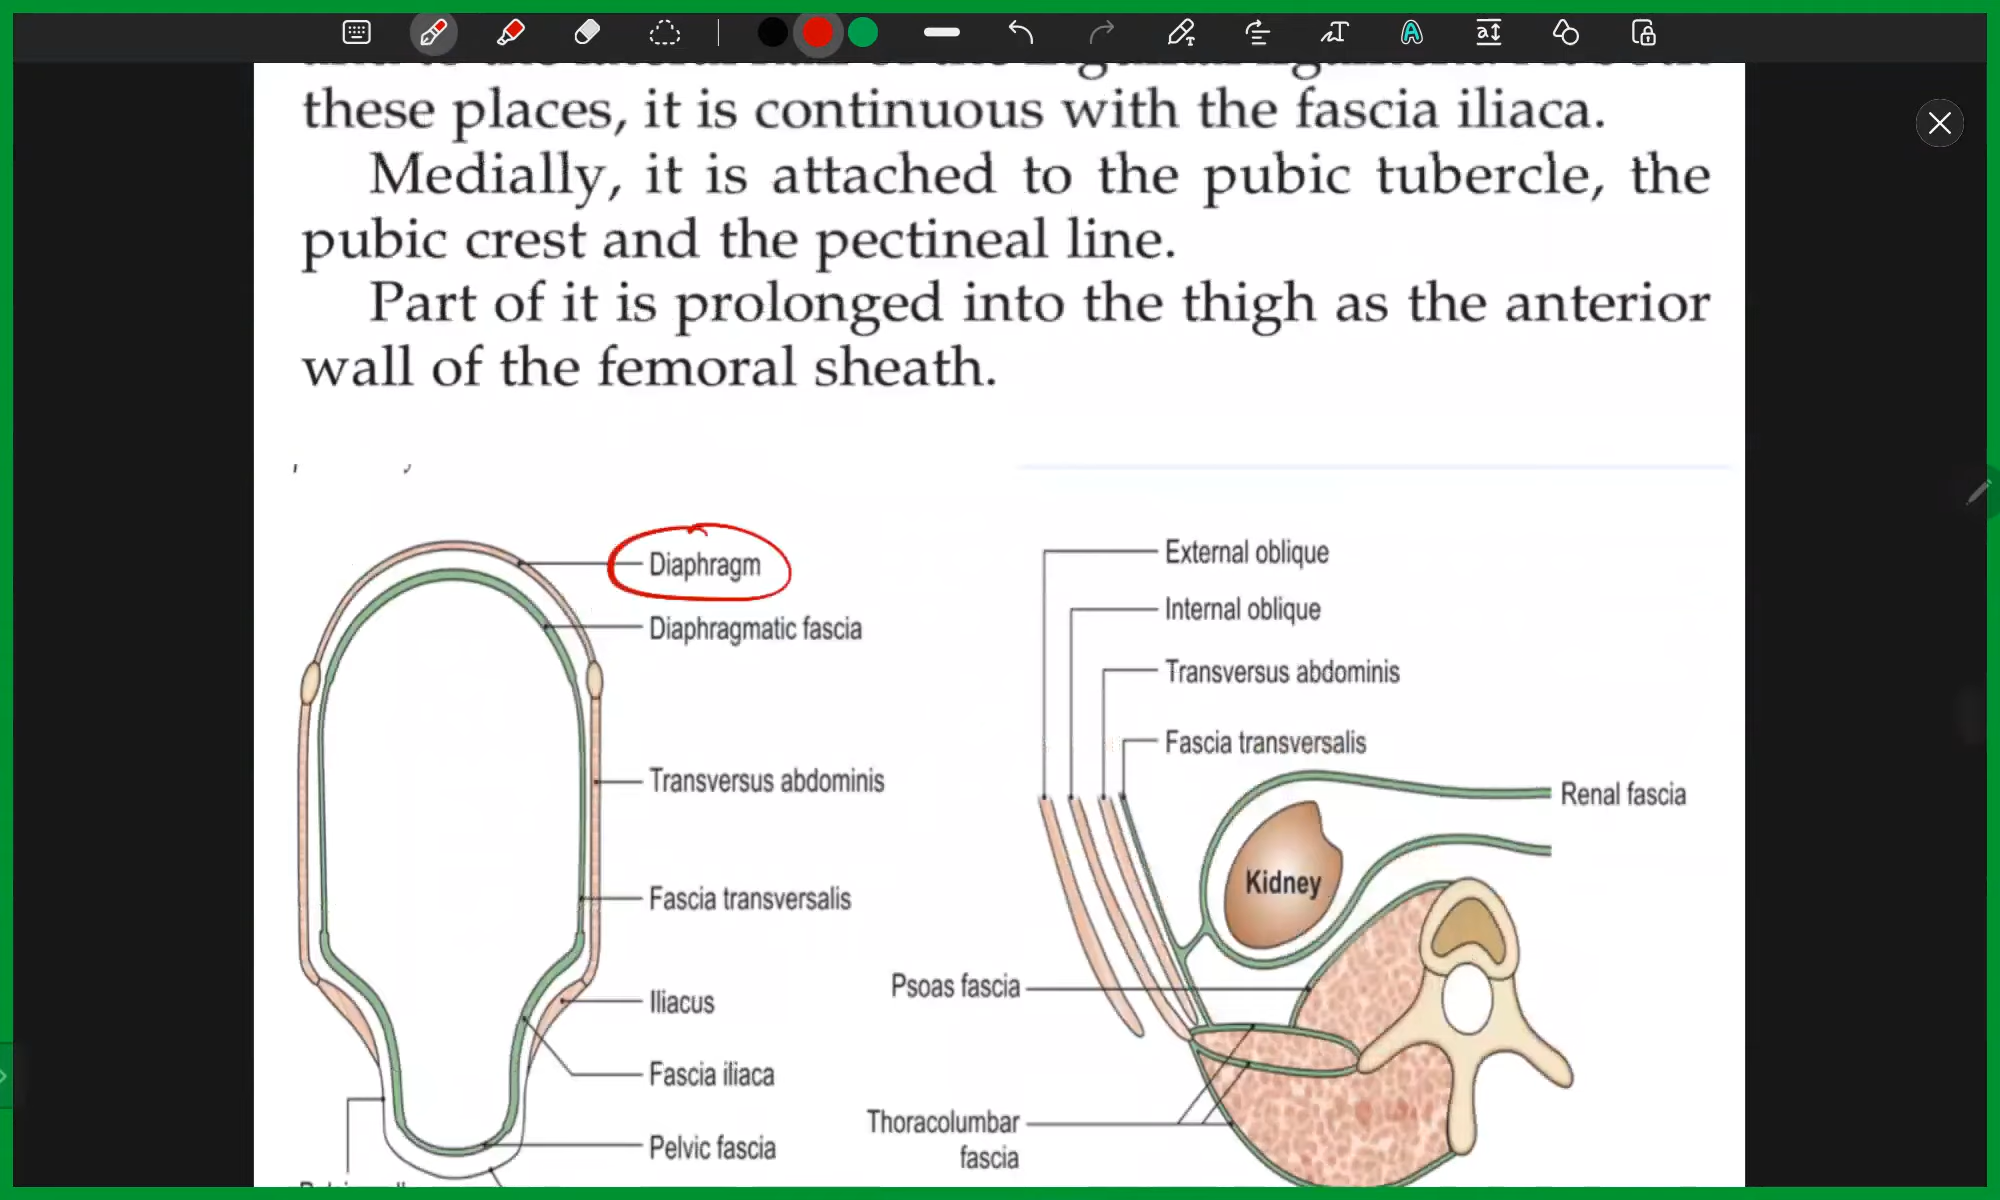 these places, it is continuous with the fascia iliaca.
Medially, it is attached to the pubic tubercle, the
pubic crest and the pectineal line.
Part of it is prolonged into the thigh as the anterior
wall of the femoral sheath.
Diaphragm
Diaphragmatic fascia
Transversus abdominis
Fascia transversalis
Iliacus
Fascia iliaca
Pelvic fascia
External oblique
Internal oblique
Transversus abdominis
Fascia transversalis
Renal fascia
Kidney
Psoas fascia
Thoracolumbar
fascia